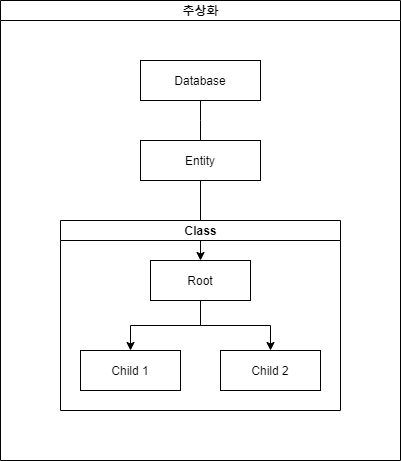 추상화
Database
Entity
Class
Root
Child 1
Child 2